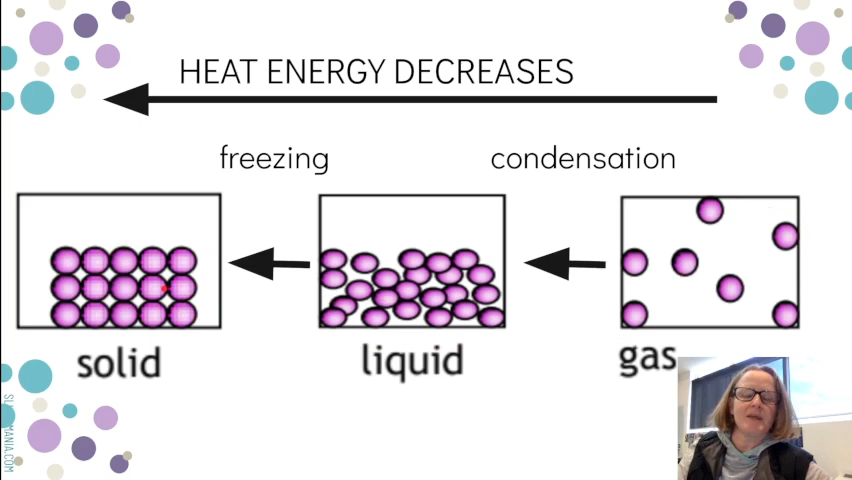 HEAT ENERGY DECREASES
freezing
condensation
solid
liquid
gas